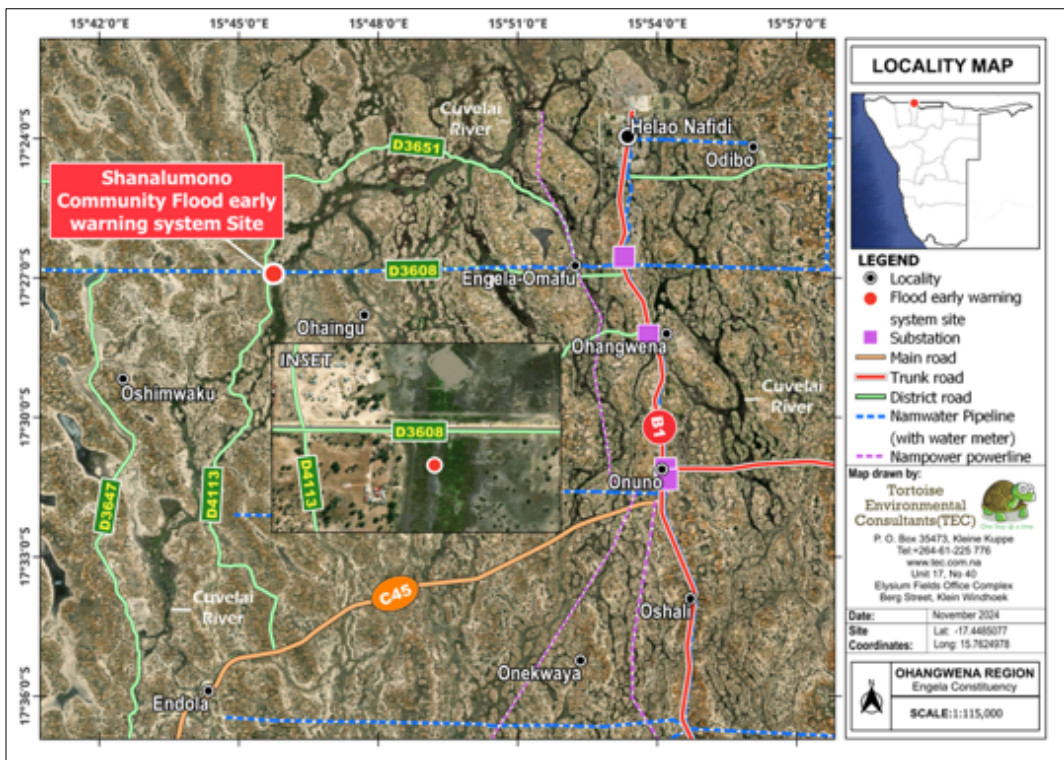 15°42'0"E
15°45'0"E
15°48'0"E
15°51'0"E
15°54'0"E
15°57'0"E
17°24'0"S
17°27'0"S
17°30'0"S
17°33'0"S
17°36'0"S
Cuvelai
River
Helao Nafidi
Odibo
D3651
Shanalumono
Community Flood early
warning system Site
D3608
Engela-Omafu
Ohaingu
Ohangwena
Oshimwaku
INSET
D3608
Cuvelai
River
B1
D3647
D4113
D4113
Onuno
C45
Cuvelai
River
Oshali
Onekwaya
Endola
LOCALITY MAP
LEGEND
Locality
Flood early warning
system site
Substation
Main road
Trunk road
District road
Namwater Pipeline
(with water meter)
Nampower powerline
Map drawn by:
Tortoise
Environmental
Consultants(TEC)
One step @ a time
P. O. Box 35473, Kleine Kuppe
Tel:+264-61-225 776
www.tec.com.na
Unit 17, No 40
Elysium Fields Office Complex
Berg Street, Klein Windhoek
Date: November 2024
Site Lat: -17.4485077
Coordinates: Long: 15.7624978
N
OHANGWENA REGION
Engela Constituency
SCALE:1:115,000